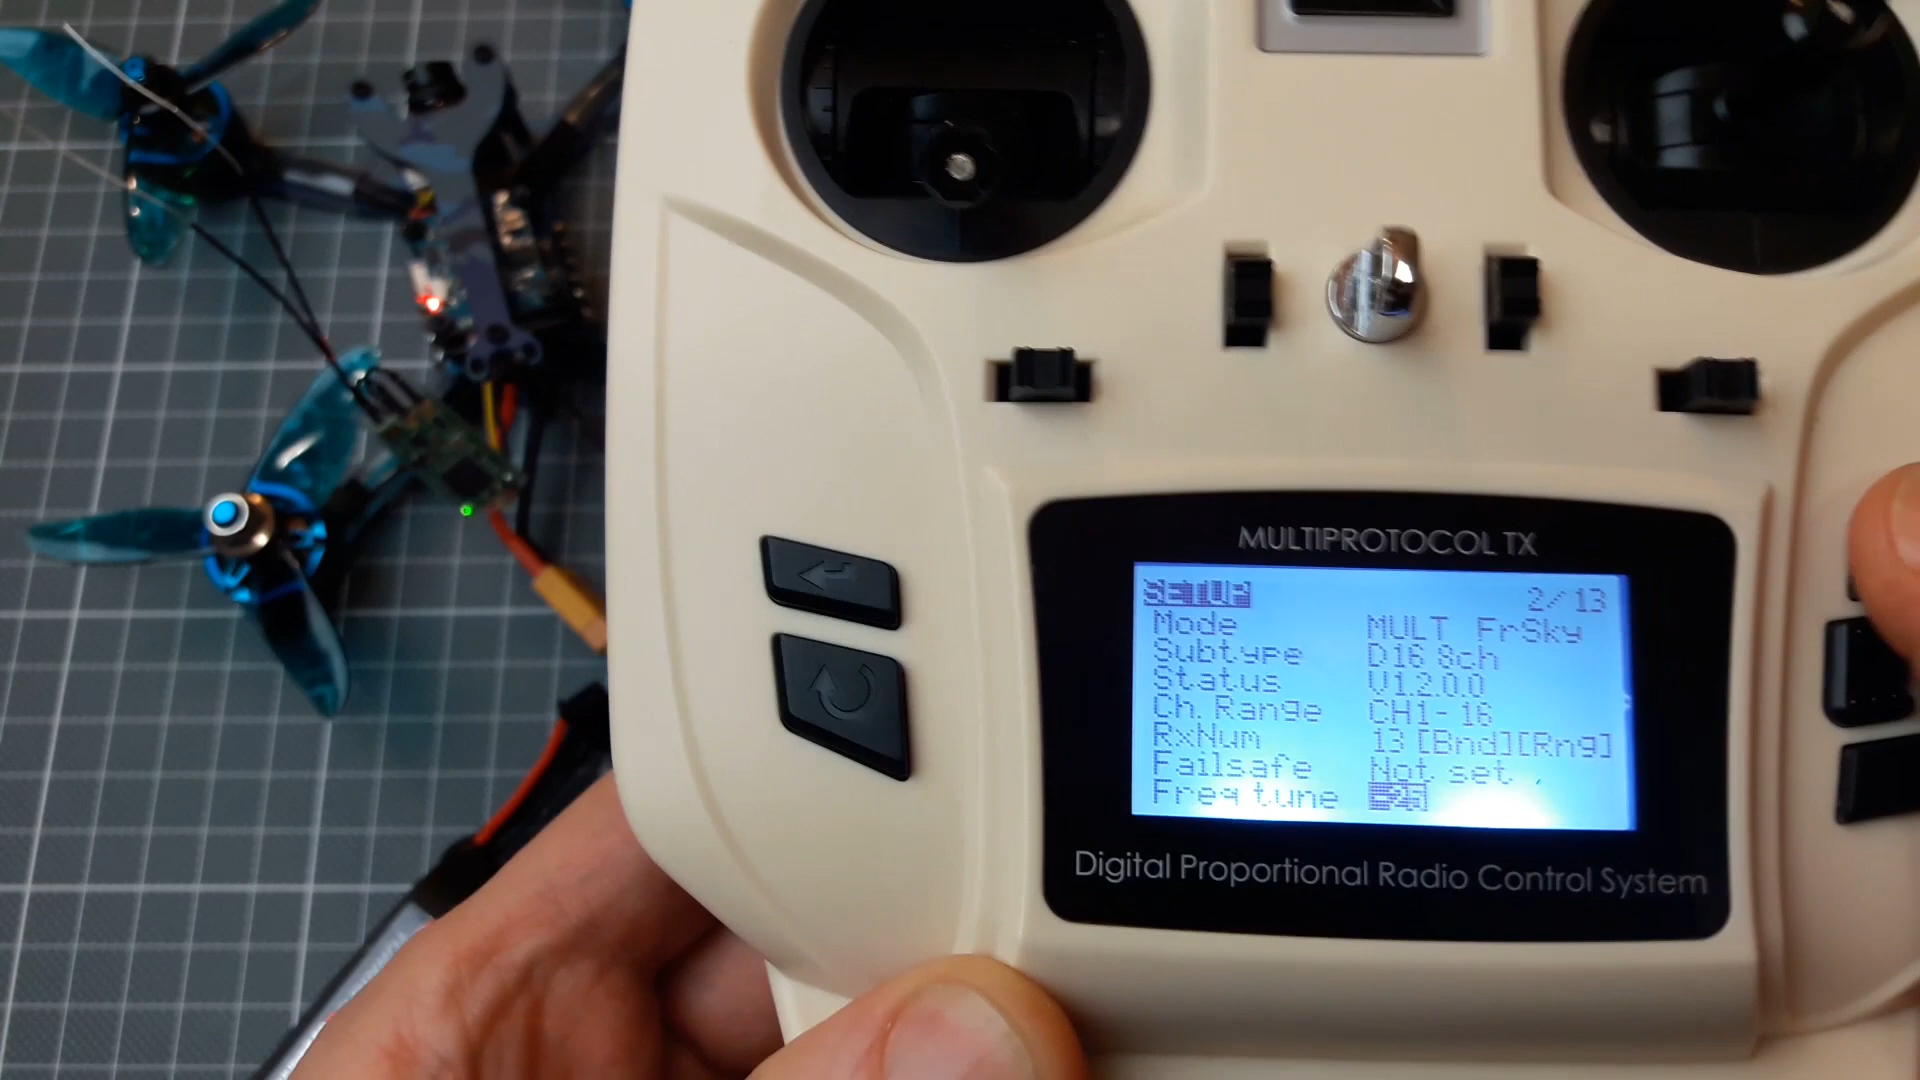 MULTIPROTOCOL TX
SETUP 2/13
Mode MULT FrSky
Subtype D16 8ch
Status V1.2.0.0
Ch. Range CH1-16
RxNum 13 [Bnd][Rng]
Failsafe Not set
Freq tune
Digital Proportional Radio Control System